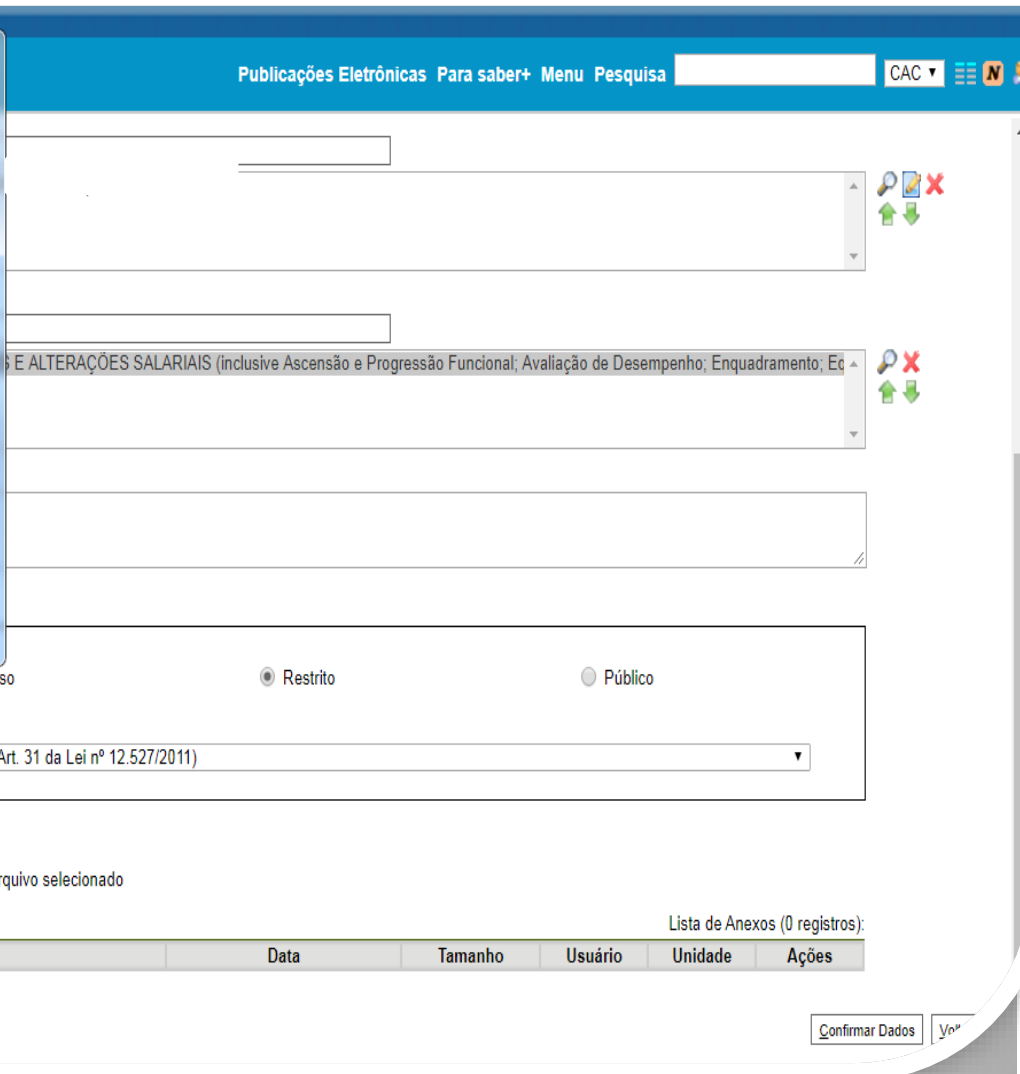 Publicações Eletrônicas Para saber+ Menu Pesquisa CAC
E ALTERAÇÕES SALARIAIS (inclusive Ascensão e Progressão Funcional; Avaliação de Desempenho; Enquadramento;
Restrito Público
Art. 31 da Lei nº 12.527/2011)
selecionado
Lista de Anexos (0 registros):
Data Tamanho Usuário Unidade Ações
Confirmar Dados